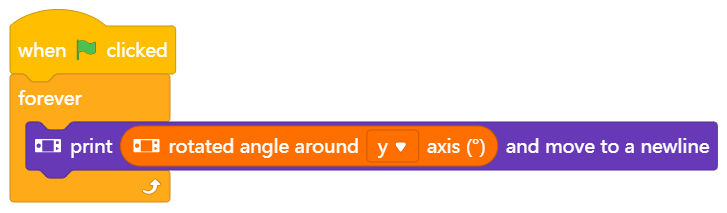 when clicked
forever
print rotated angle around y axis (°) and move to a newline